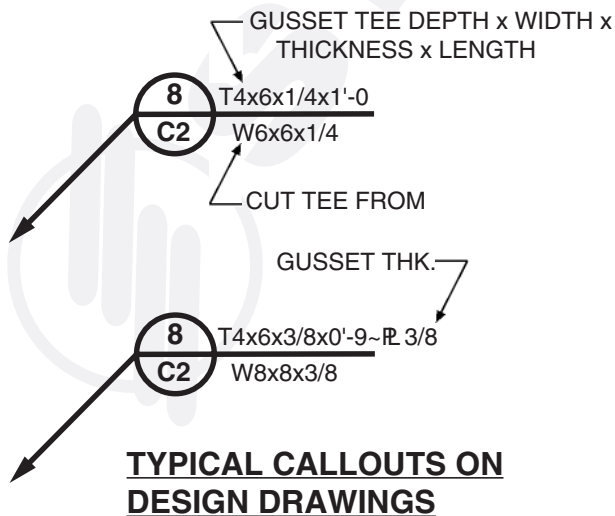 GUSSET TEE DEPTH x WIDTH x
THICKNESS x LENGTH
8 T4x6x1/4x1'-0
C2 W6x6x1/4
CUT TEE FROM
GUSSET THK.
8 T4x6x3/8x0'-9~PL 3/8
C2 W8x8x3/8
TYPICAL CALLOUTS ON
DESIGN DRAWINGS